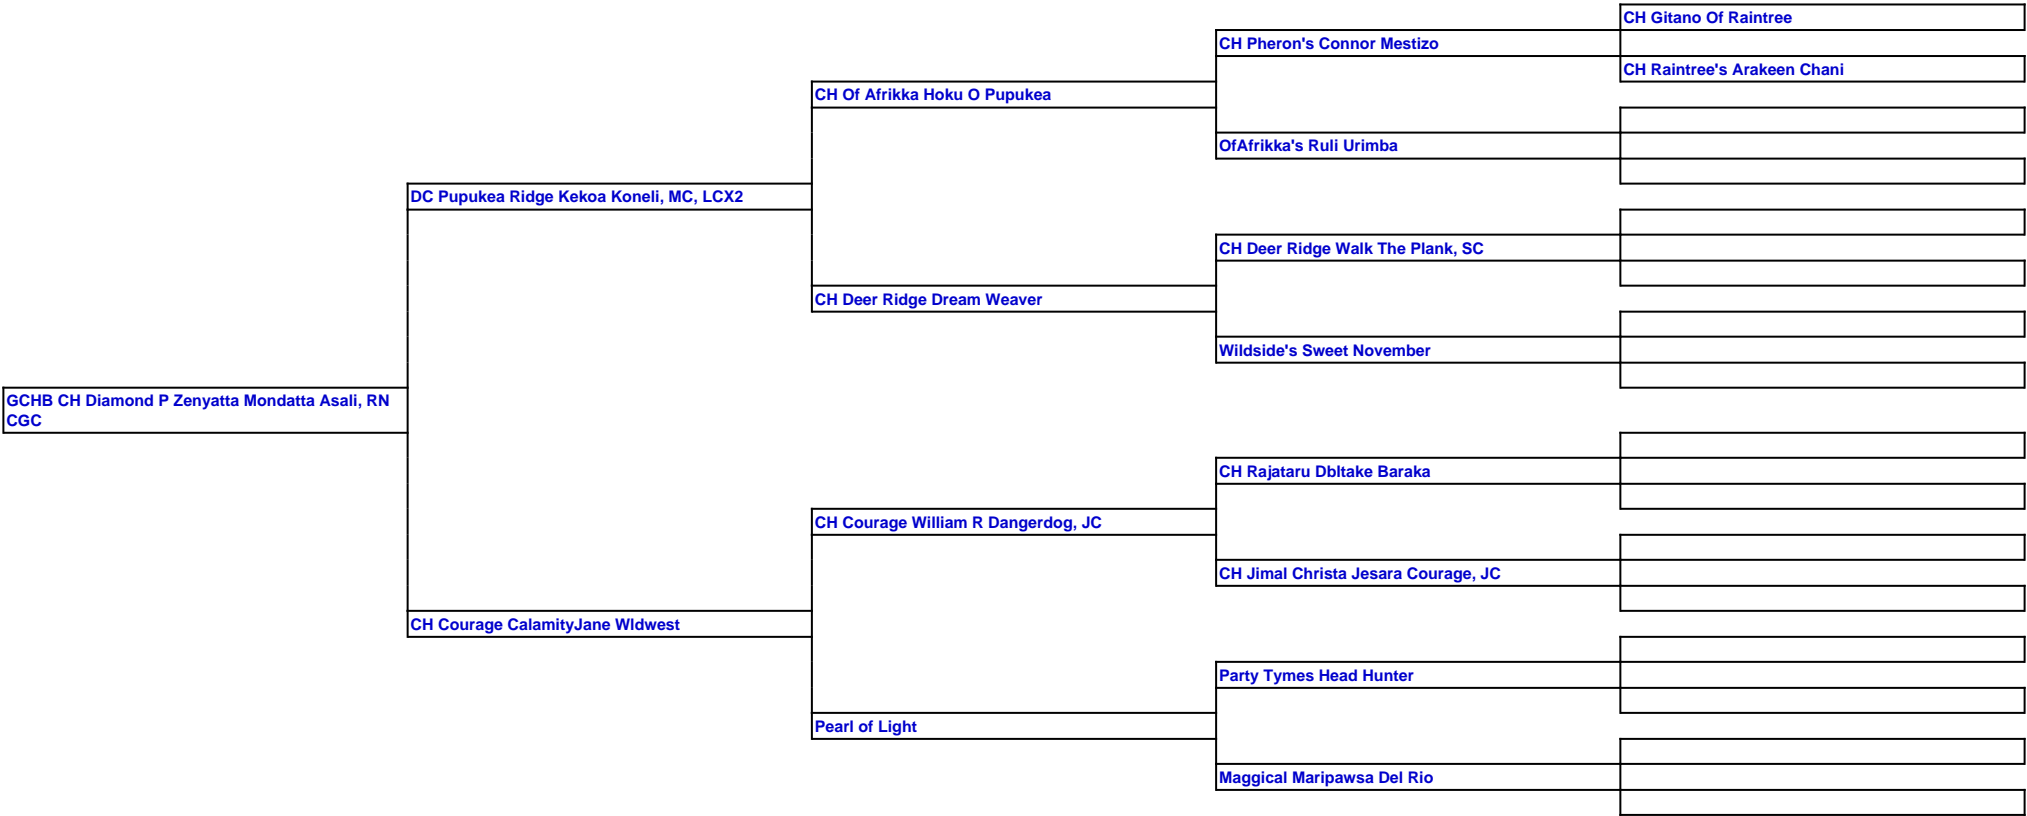 CH Gitano Of Raintree
CH Pheron's Connor Mestizo
CH Raintree's Arakeen Chani
CH Of Afrikka Hoku O Pupukea
OfAfrikka's Ruli Urimba
DC Pupukea Ridge Kekoa Koneli, MC, LCX2
CH Deer Ridge Walk The Plank, SC
CH Deer Ridge Dream Weaver
Wildside's Sweet November
GCHB CH Diamond P Zenyatta Mondatta Asali, RN
CGC
CH Rajataru Dbltake Baraka
CH Courage William R Dangerdog, JC
CH Jimal Christa Jesara Courage, JC
CH Courage CalamityJane Wldwest
Party Tymes Head Hunter
Pearl of Light
Maggical Maripawsa Del Rio